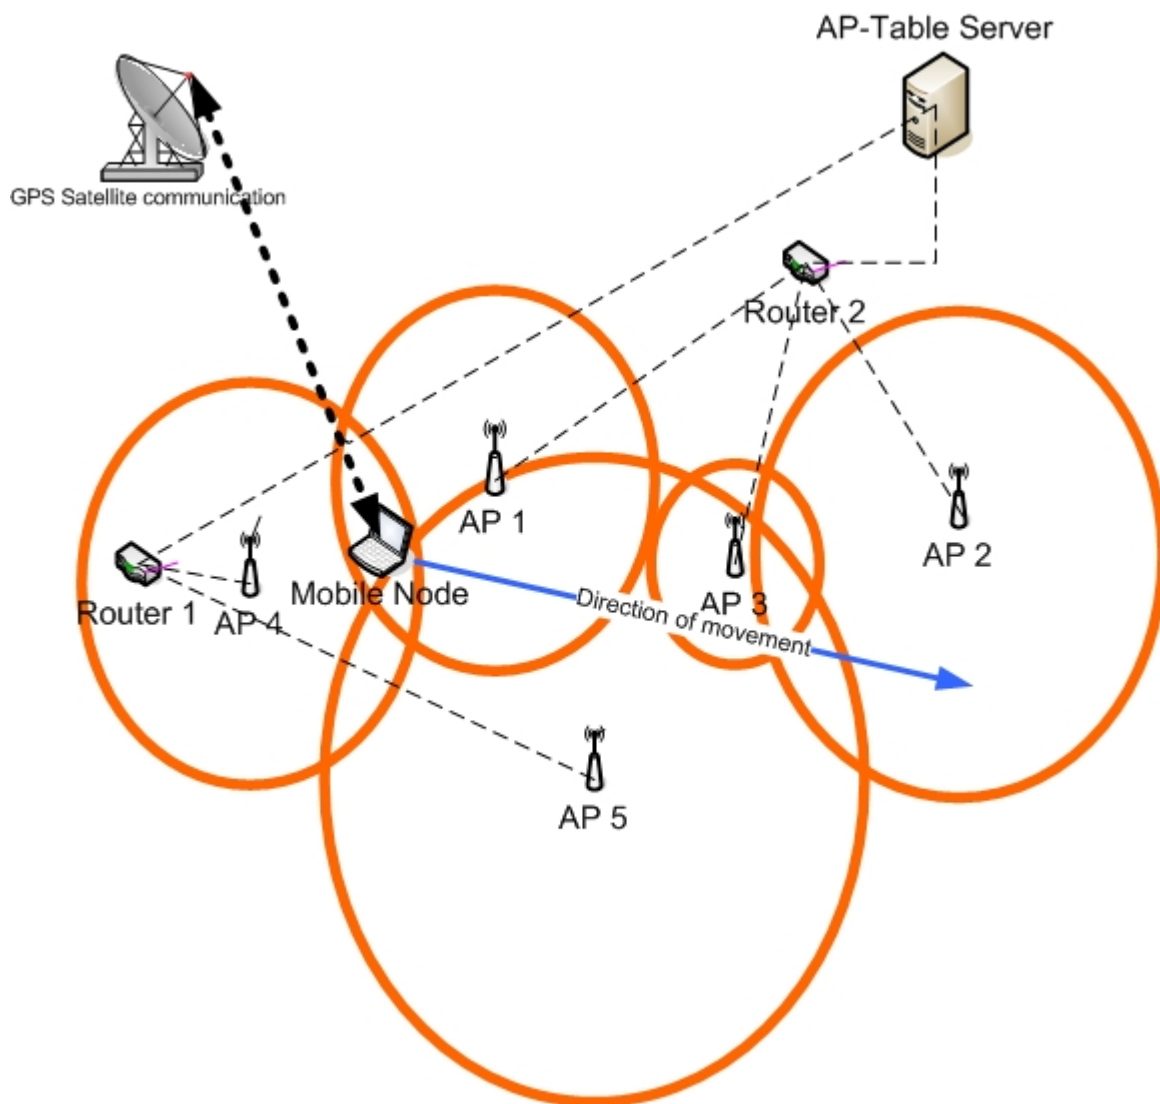 AP-Table Server
GPS Satellite communication
Router 2
AP 1
AP 2
Router 1
AP 4
Mobile Node
AP 3
Direction of movement
AP 5